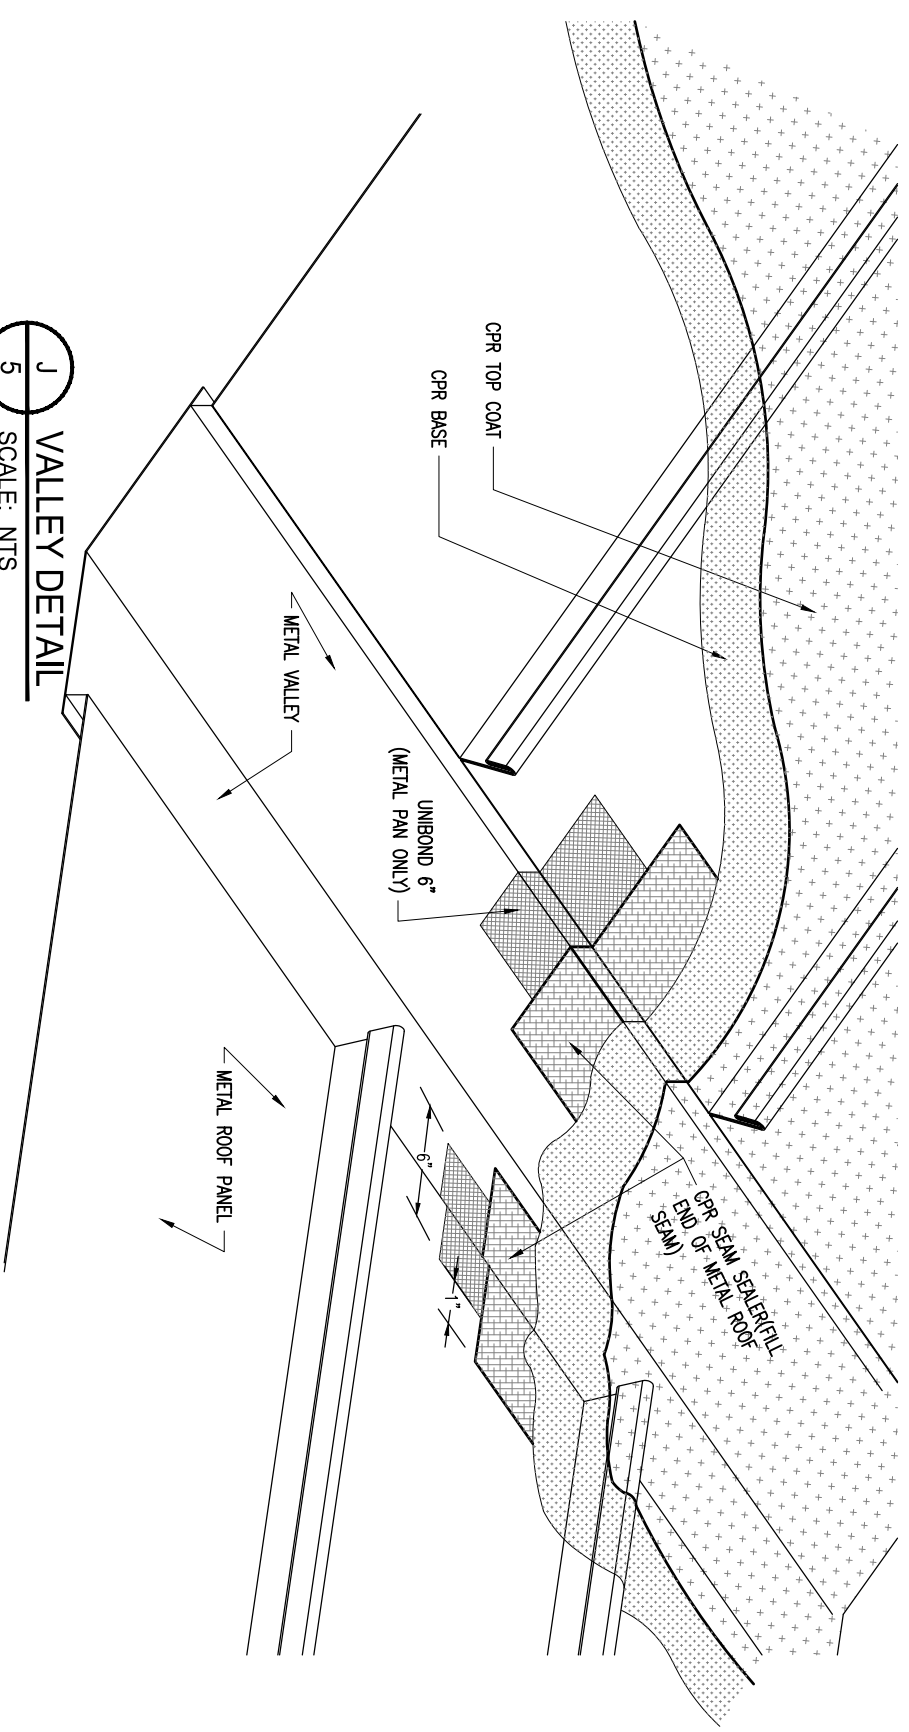 CPR TOP COAT
CPR BASE
METAL VALLEY
UNIBOND 6"
(METAL PAN ONLY)
METAL ROOF PANEL
6"
1"
CPR SEAM SEALER(FILL
END OF METAL ROOF
SEAM)
J
5
VALLEY DETAIL
SCALE: NTS